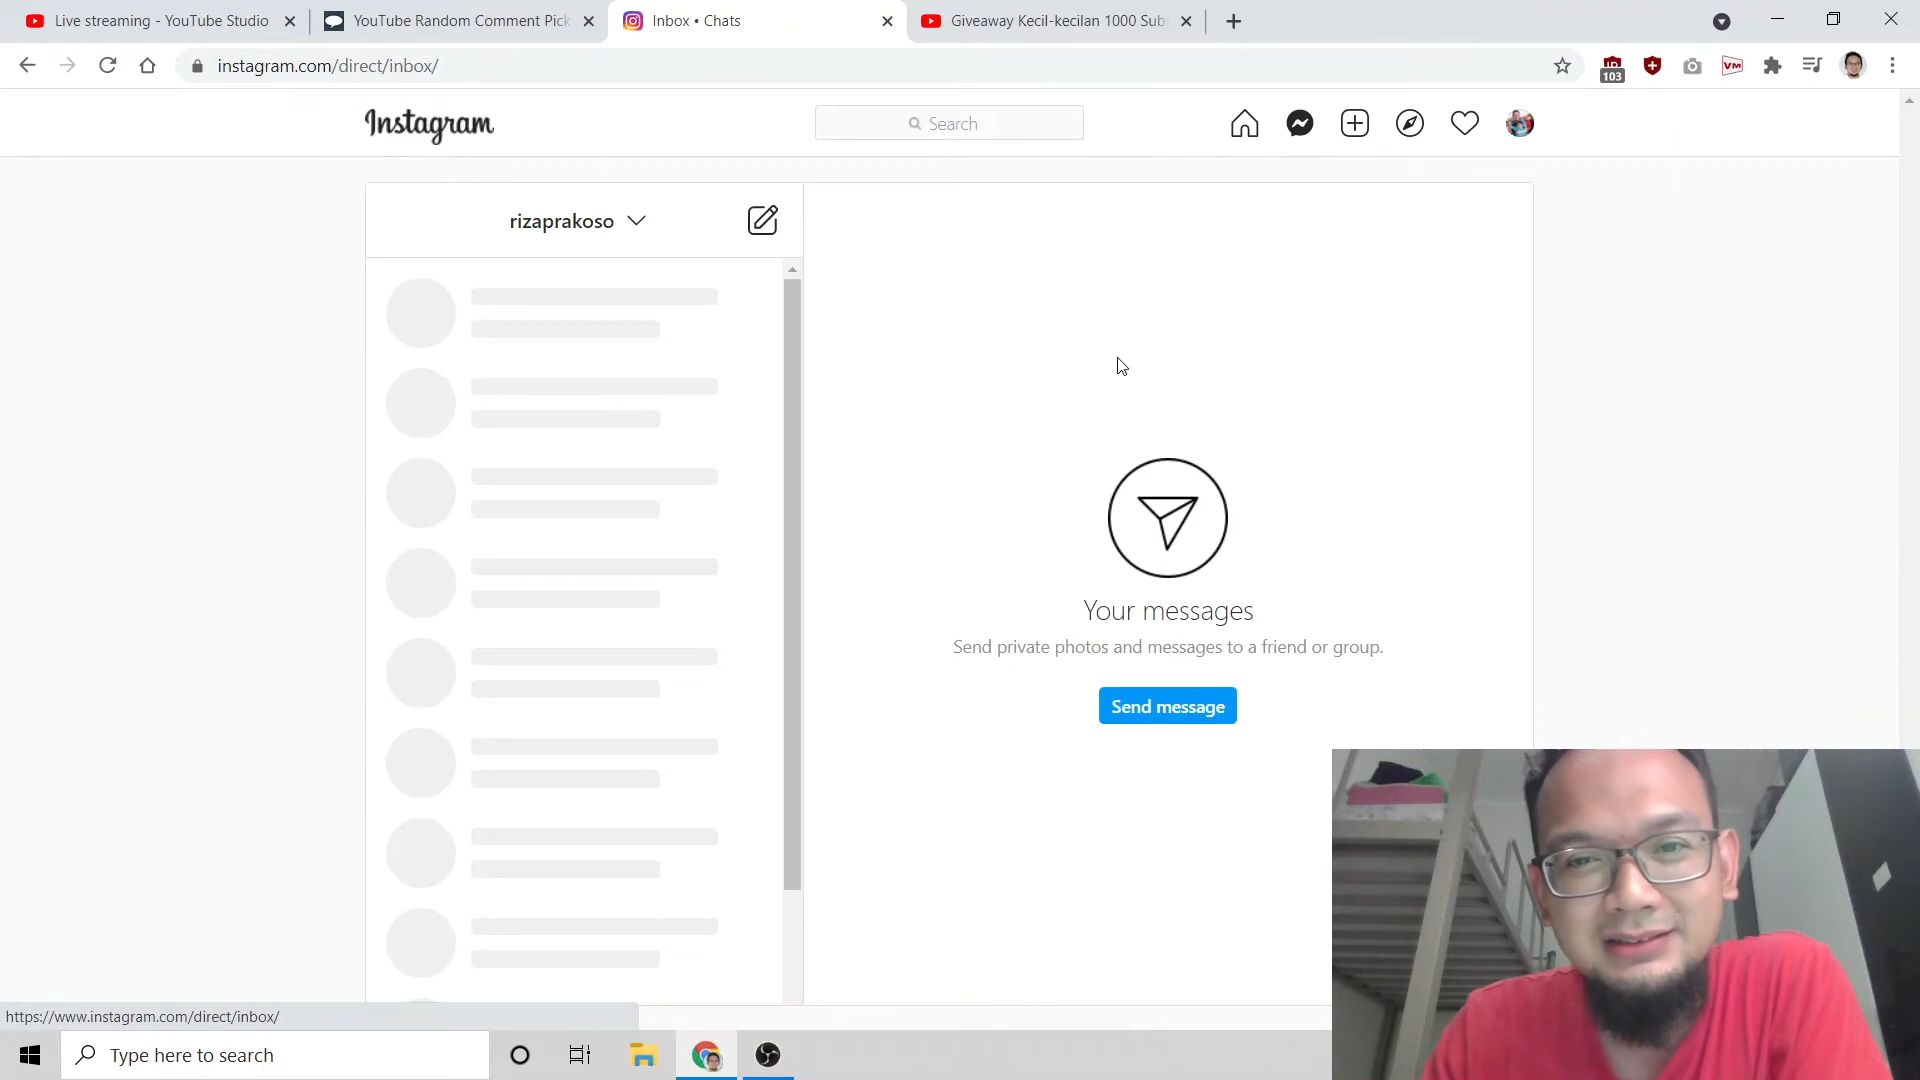 Live streaming - YouTube Studio
YouTube Random Comment Pick
Inbox • Chats
Giveaway Kecil-kecilan 1000 Sub
instagram.com/direct/inbox/
103
VM
Instagram
Search
rizaprakoso
Your messages
Send private photos and messages to a friend or group.
Send message
https://www.instagram.com/direct/inbox/
Type here to search